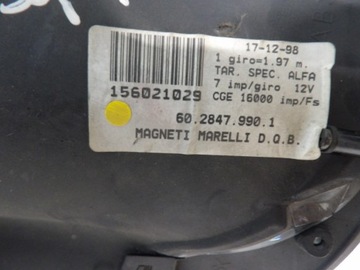 17-12-98
1 giro=1.97 m.
TAR. SPEC. ALFA
7 imp/giro 12V
CGE 16000 imp/Fs
156021029
60.2847.990.1
MAGNETI MARELLI D.Q.B.